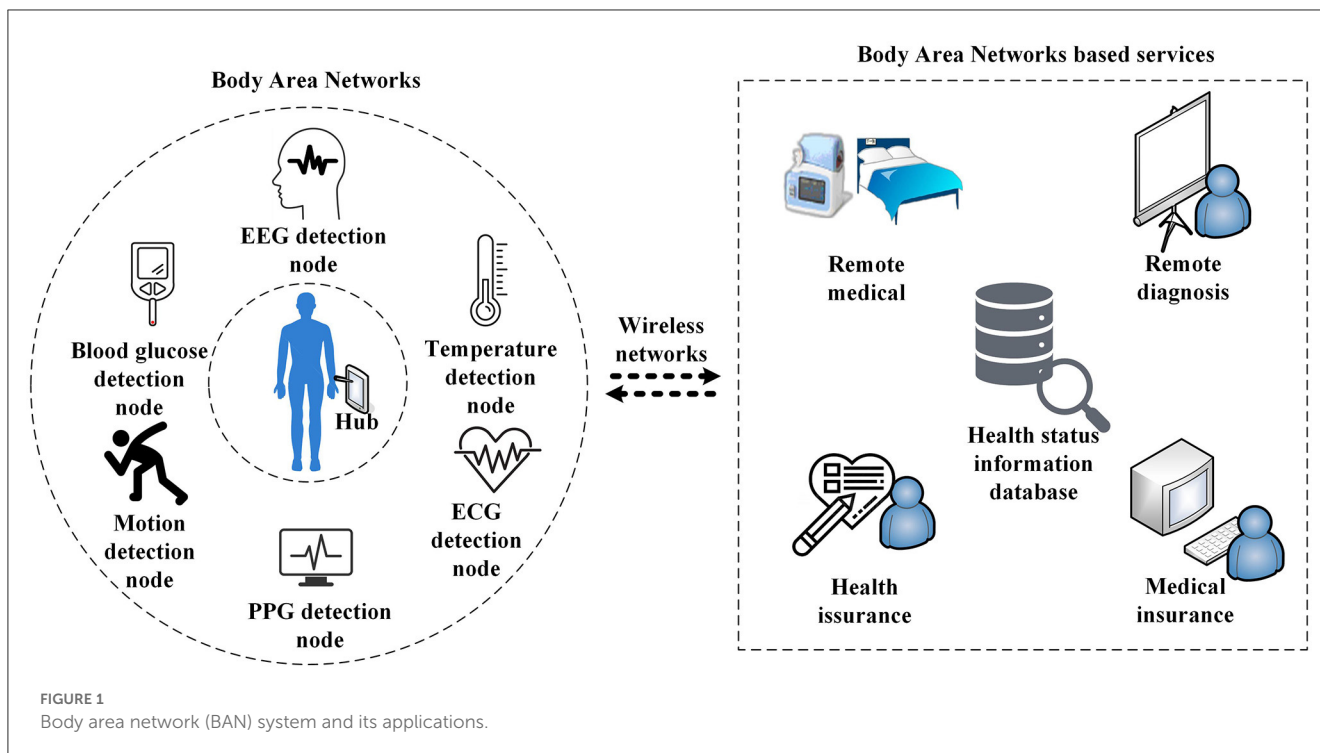 Body Area Networks
EEG detection
node
Blood glucose
detection
node
Temperature
detection
node
Hub
Motion
detection
node
ECG
detection
node
PPG detection
node
Wireless
networks
Body Area Networks based services
Remote
medical
Remote
diagnosis
Health status
information
database
Health
issurance
Medical
insurance
FIGURE 1
Body area network (BAN) system and its applications.